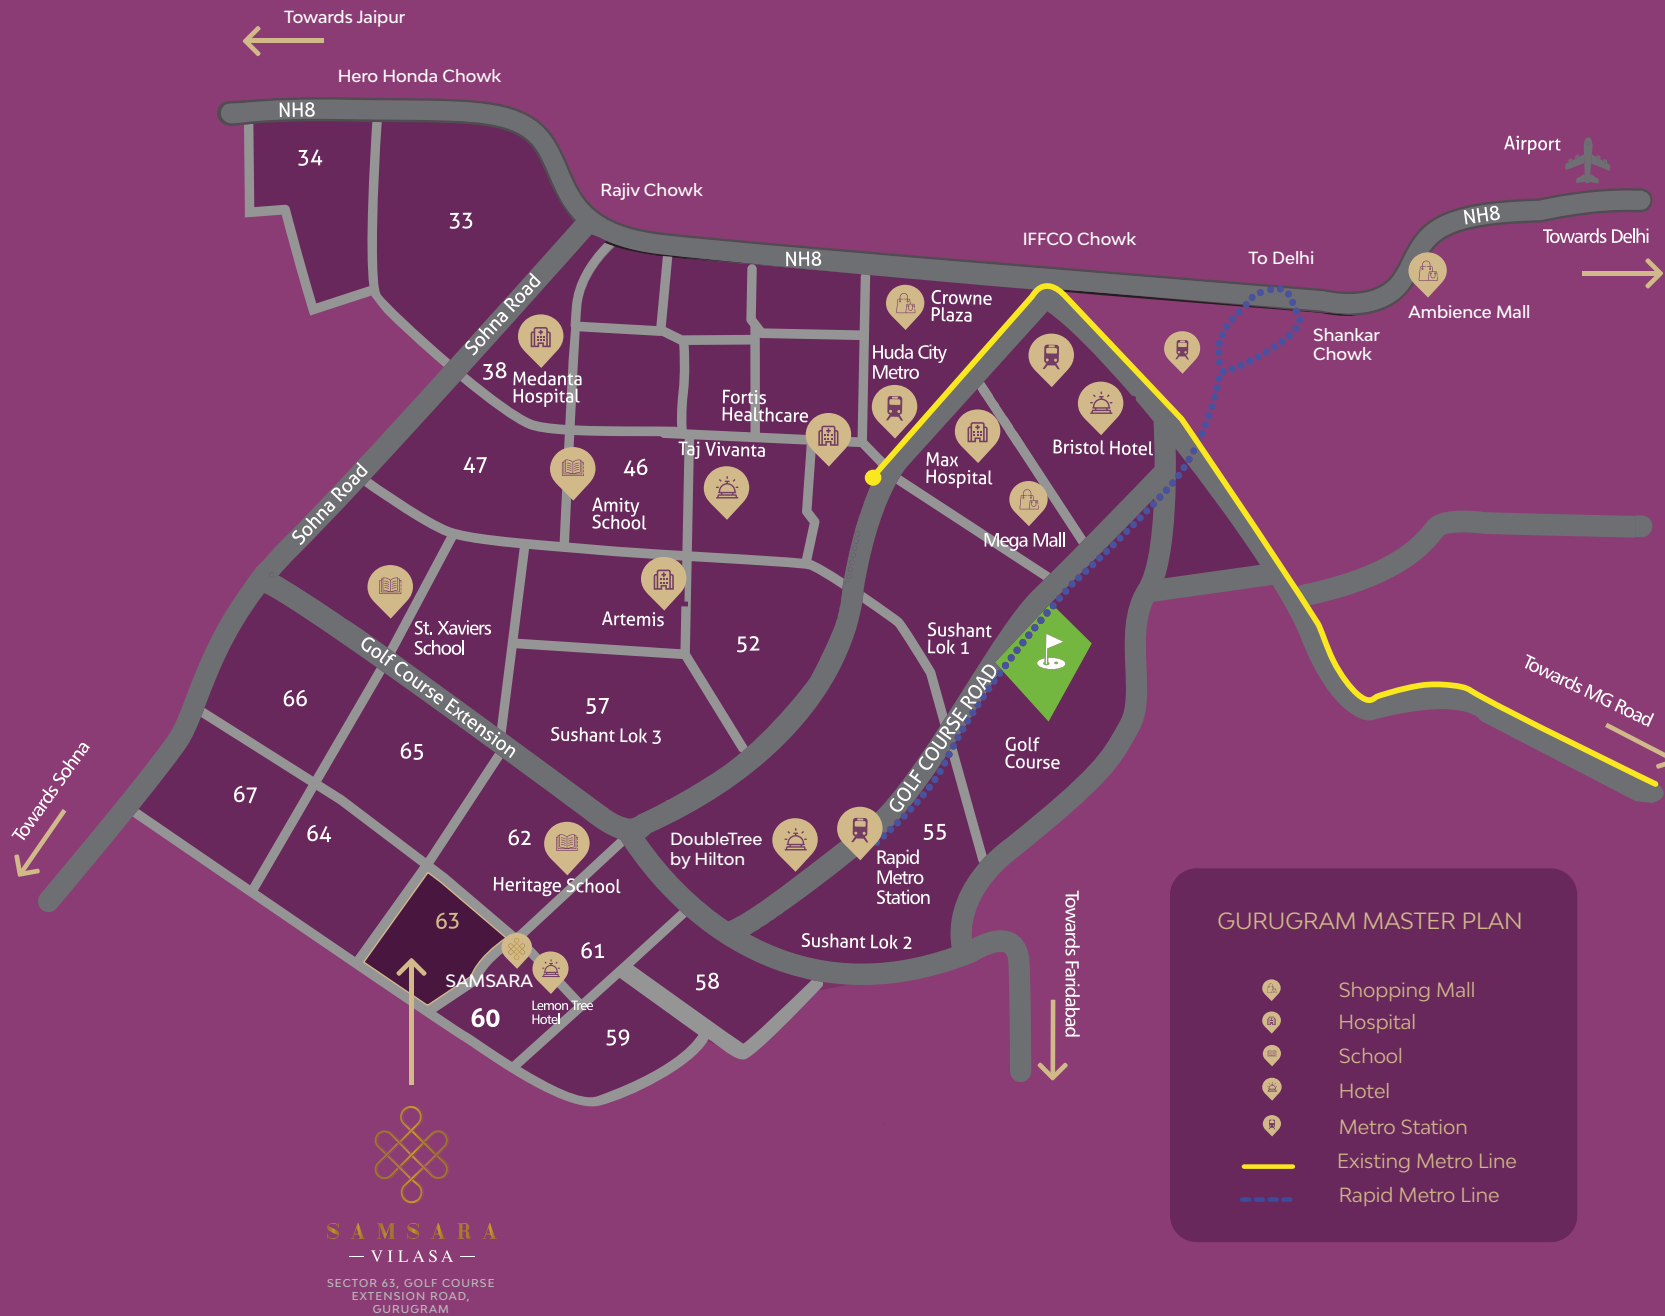 Towards Jaipur
Hero Honda Chowk
NH8
34
33
Rajiv Chowk
Airport
NH8
Towards Delhi
IFFCO Chowk
To Delhi
NH8
Ambience Mall
Shankar
Chowk
Crowne
Plaza
Huda City
Metro
Sohna Road
38
Medanta
Hospital
Fortis
Healthcare
Taj Vivanta
Max
Hospital
Bristol Hotel
47
46
Amity
School
Sohna Road
Mega Mall
St. Xaviers
School
Artemis
52
Sushant
Lok 1
Golf Course Extension
57
Sushant Lok 3
66
65
GOLF COURSE ROAD
Golf
Course
Towards MG Road
Towards Sohna
67
64
62
Heritage School
DoubleTree
by Hilton
55
Rapid
Metro
Station
63
SAMSARA
61
Lemon Tree
Hotel
60
59
58
Sushant Lok 2
Towards Faridabad
GURUGRAM MASTER PLAN
Shopping Mall
Hospital
School
Hotel
Metro Station
Existing Metro Line
Rapid Metro Line
SAMSARA
— VILASA —
SECTOR 63, GOLF COURSE
EXTENSION ROAD,
GURUGRAM